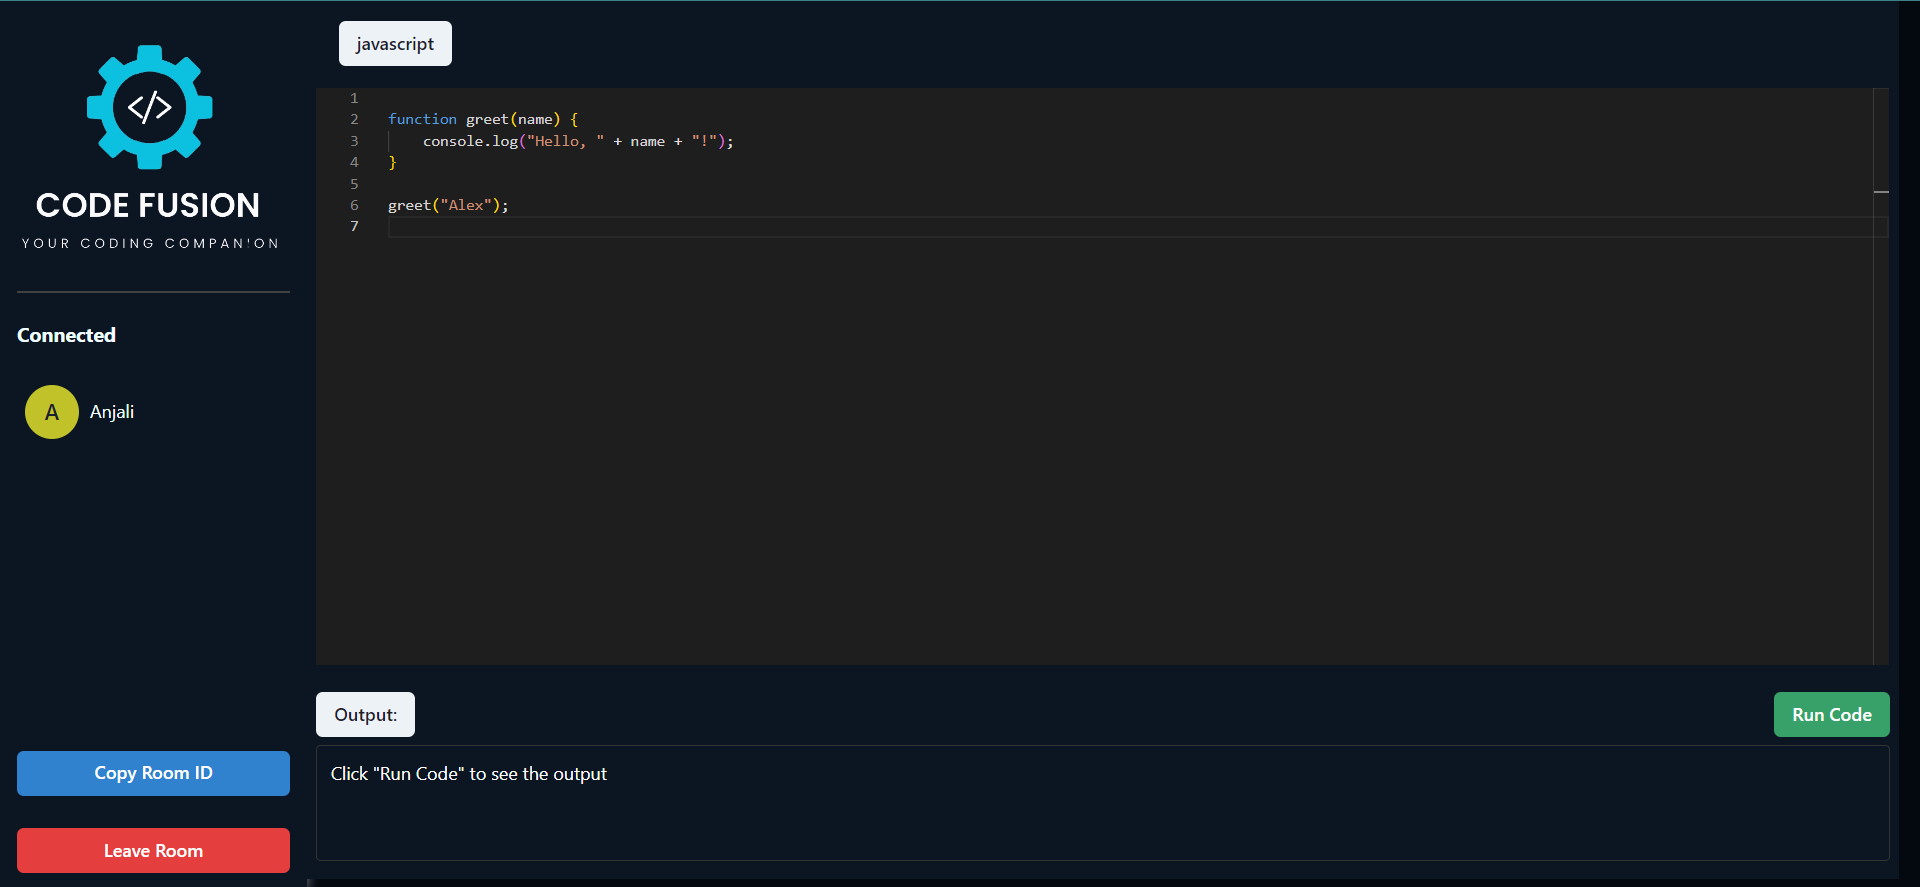 </>
CODE FUSION
YOUR CODING COMPANION
Connected
A Anjali
Copy Room ID
Leave Room
javascript
1
2 function greet(name) {
3     console.log("Hello, " + name + "!");
4 }
5
6 greet("Alex");
7
Output:
Run Code
Click "Run Code" to see the output